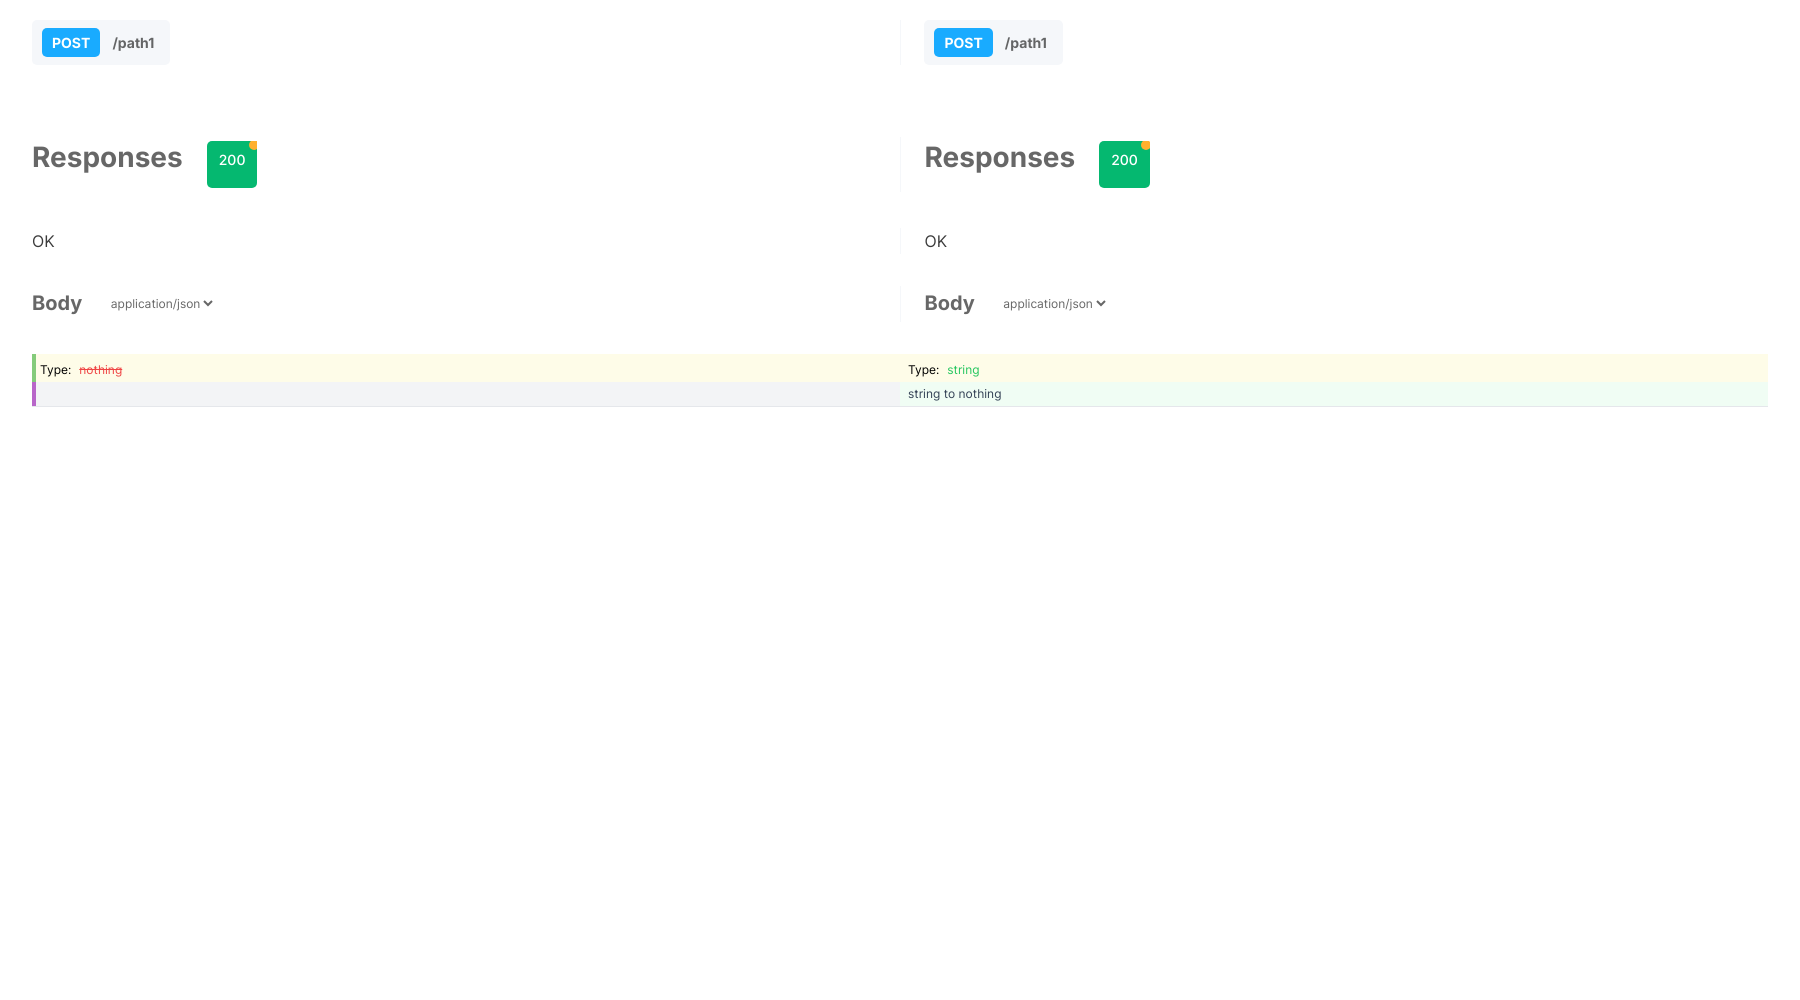 POST /path1 POST /path1
Responses 200 Responses 200
OK OK
Body application/json Body application/json
Type: nothing Type: string
string to nothing